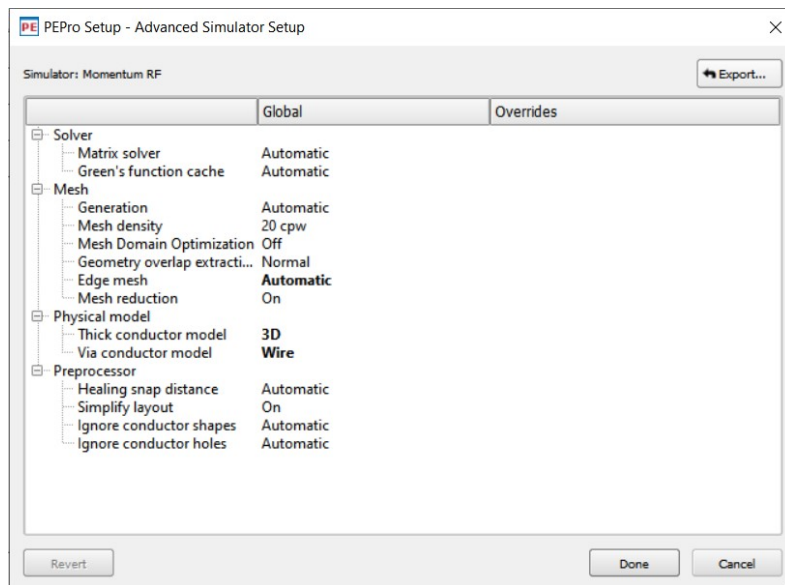 PE PEPro Setup - Advanced Simulator Setup
Simulator: Momentum RF
Export...
Global Overrides
Solver
Matrix solver Automatic
Green's function cache Automatic
Mesh
Generation Automatic
Mesh density 20 cpw
Mesh Domain Optimization Off
Geometry overlap extracti... Normal
Edge mesh Automatic
Mesh reduction On
Physical model
Thick conductor model 3D
Via conductor model Wire
Preprocessor
Healing snap distance Automatic
Simplify layout On
Ignore conductor shapes Automatic
Ignore conductor holes Automatic
Revert Done Cancel